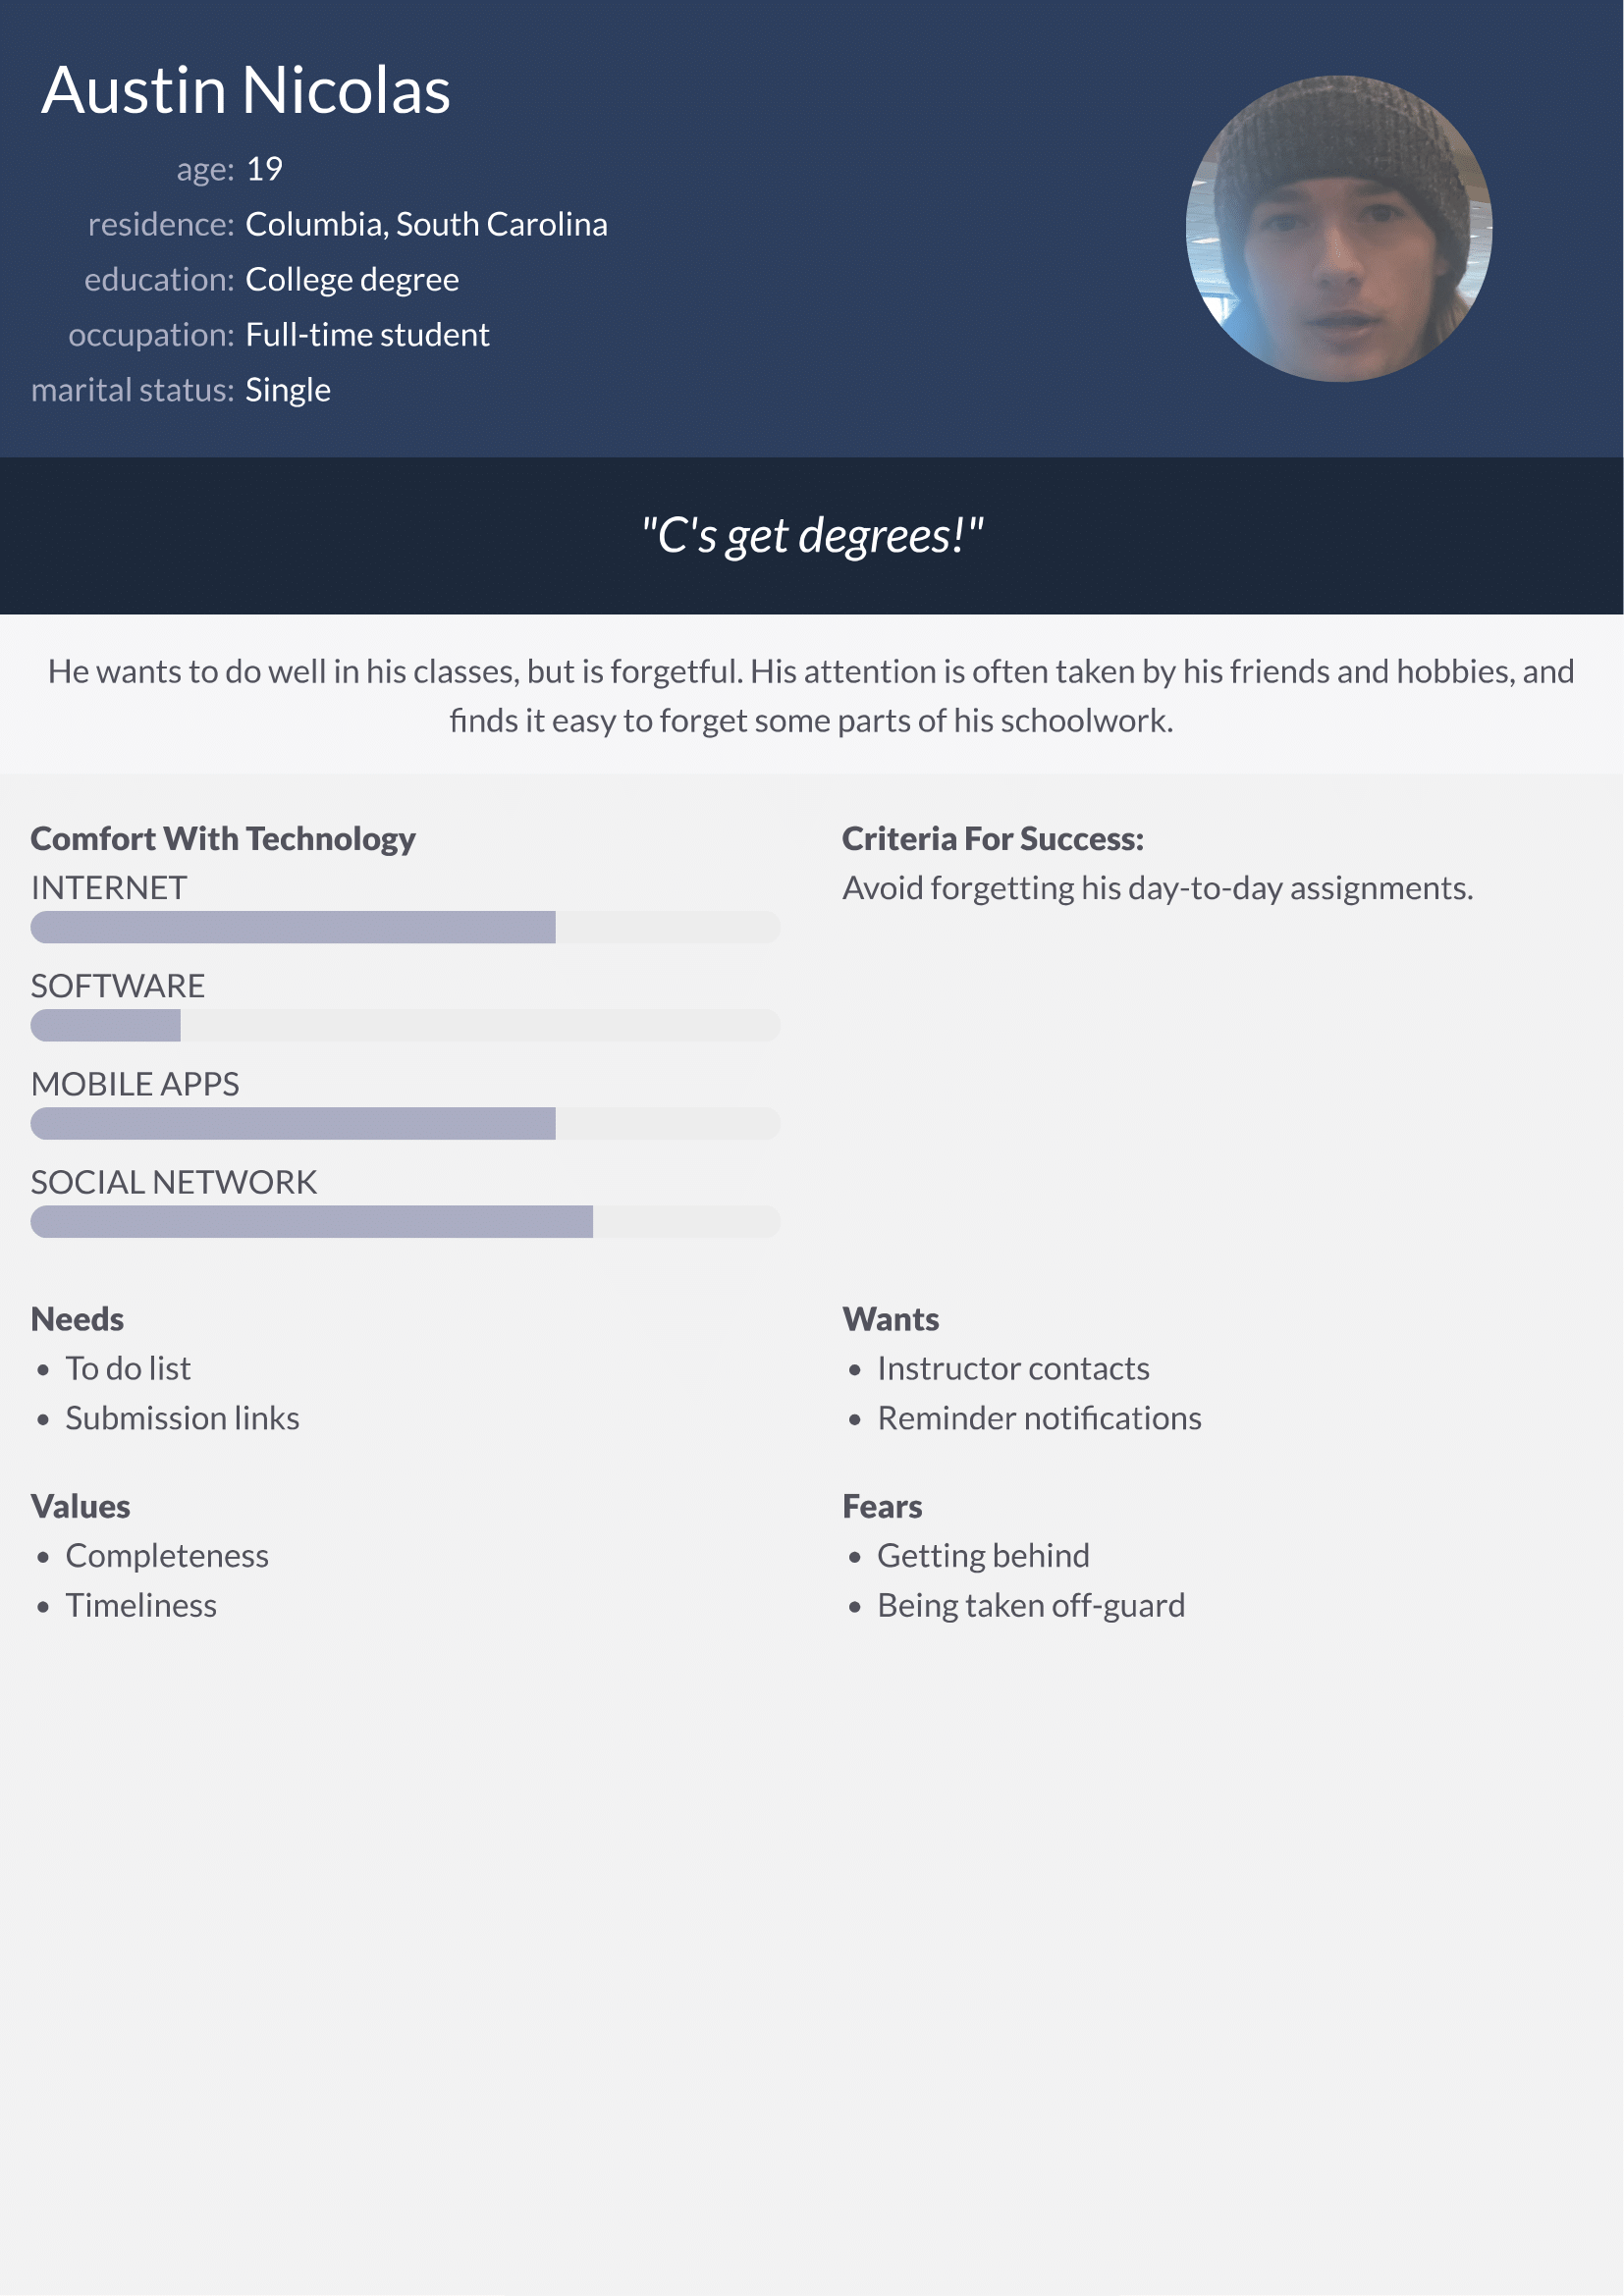 Austin Nicolas
age: 19
residence: Columbia, South Carolina
education: College degree
occupation: Full-time student
marital status: Single
"C's get degrees!"
He wants to do well in his classes, but is forgetful. His attention is often taken by his friends and hobbies, and
finds it easy to forget some parts of his schoolwork.
Comfort With Technology
INTERNET
SOFTWARE
MOBILE APPS
SOCIAL NETWORK
Criteria For Success:
Avoid forgetting his day-to-day assignments.
Needs
• To do list
• Submission links
Wants
• Instructor contacts
• Reminder notifications
Values
• Completeness
• Timeliness
Fears
• Getting behind
• Being taken off-guard